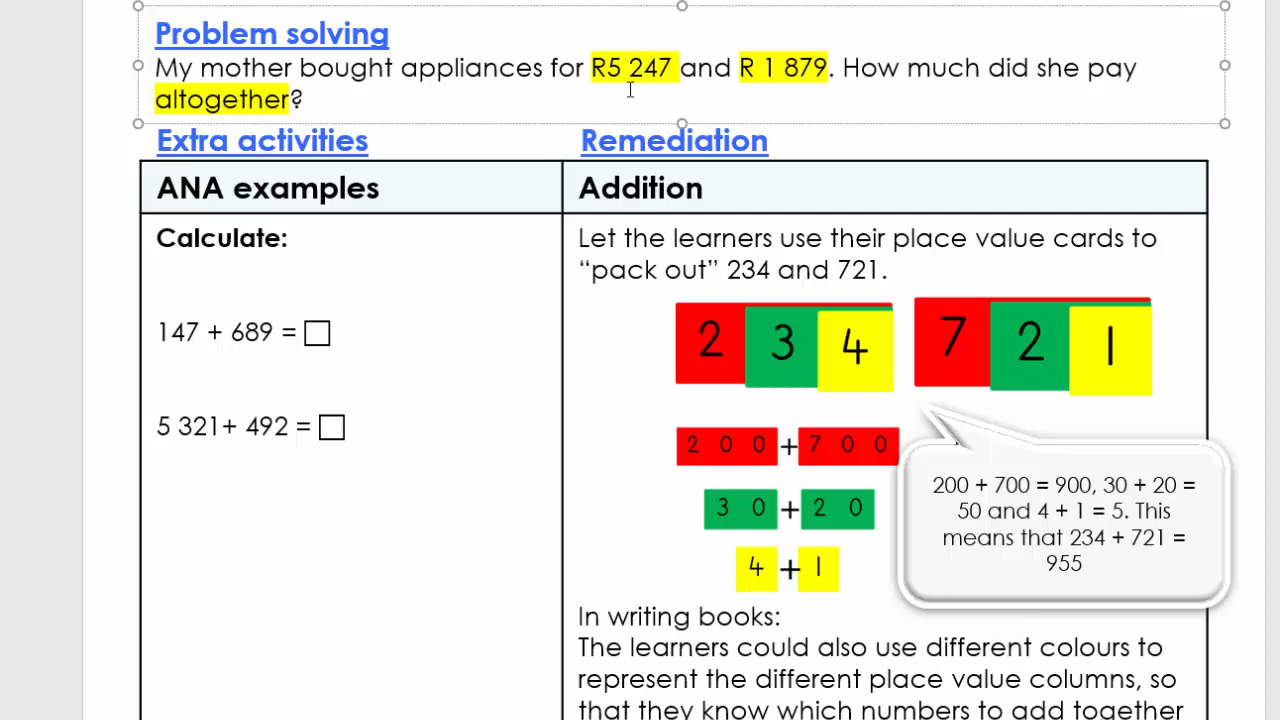 Problem solving
My mother bought appliances for R5 247 and R 1 879. How much did she pay
altogether?
Extra activities
Remediation
ANA examples
Addition
Calculate:
147 + 689 = □
5 321+ 492 = □
Let the learners use their place value cards to
“pack out” 234 and 721.
2 3 4 7 2 1
2 0 0 + 7 0 0
3 0 + 2 0
4 + 1
200 + 700 = 900, 30 + 20 =
50 and 4 + 1 = 5. This
means that 234 + 721 =
955
In writing books:
The learners could also use different colours to
represent the different place value columns, so
that they know which numbers to add together